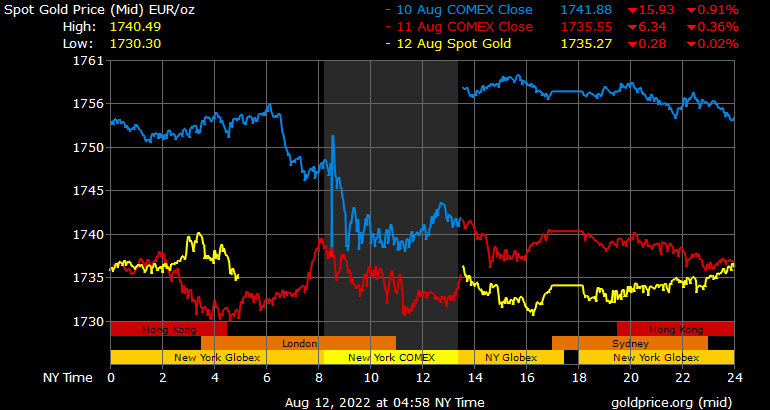 Spot Gold Price (Mid) EUR/oz - 10 Aug COMEX Close 1741.88 ▼15.93 ▼0.91%
High: 1740.49 - 11 Aug COMEX Close 1735.55 ▼6.34 ▼0.36%
Low: 1730.30 - 12 Aug Spot Gold 1735.27 ▼0.28 ▼0.02%
1761
1756
1750
1745
1740
1735
1730
Hong Kong Hong Kong
London Sydney
New York Globex New York COMEX NY Globex New York Globex
NY Time 0 2 4 6 8 10 12 14 16 18 20 22 24
Aug 12, 2022 at 04:58 NY Time goldprice.org (mid)